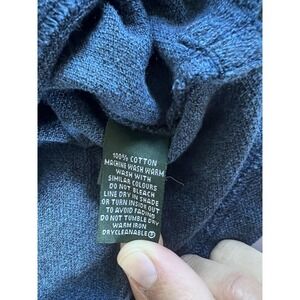 100% COTTON
MACHINE WASH WARM
WASH WITH
SIMILAR COLOURS
DO NOT BLEACH
LINE DRY IN SHADE
OR TURN INSIDE OUT
TO AVOID FADING
DO NOT TUMBLE DRY
WARM IRON
DRYCLEANABLE Ⓟ